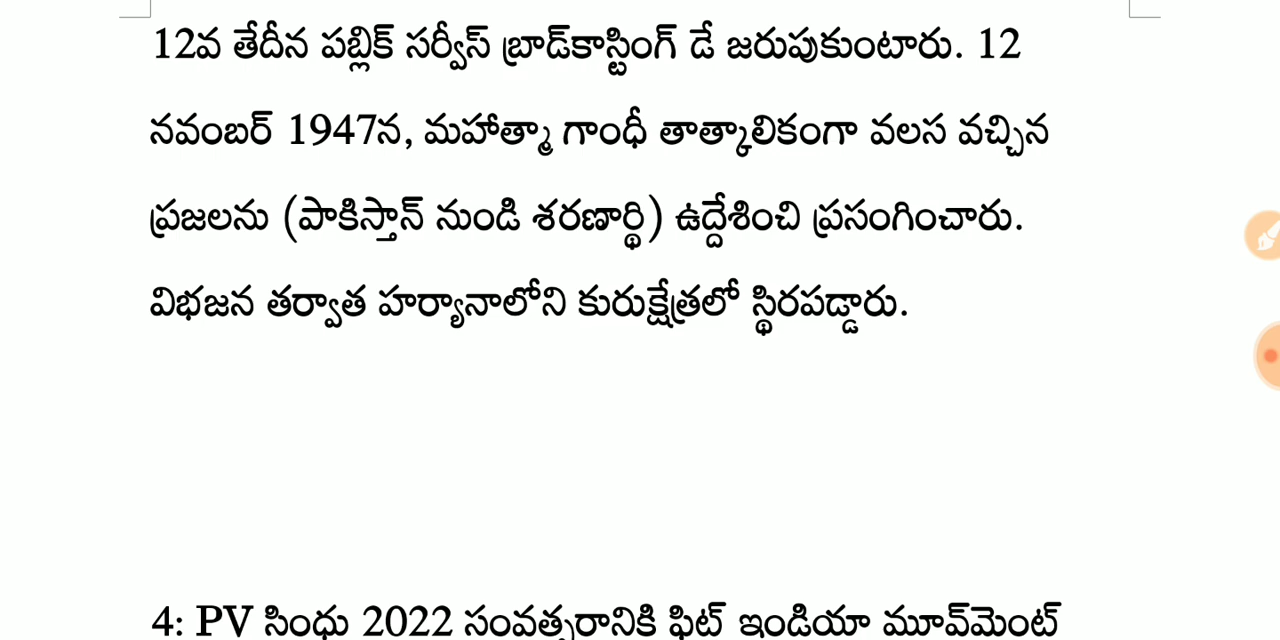 12వ తేదీన పబ్లిక్ సర్వీస్ బ్రాడ్‌కాస్టింగ్ డే జరుపుకుంటారు. 12
నవంబర్ 1947న, మహాత్మా గాంధీ తాత్కాలికంగా వలస వచ్చిన
ప్రజలను (పాకిస్తాన్ నుండి శరణార్థి) ఉద్దేశించి ప్రసంగించారు.
విభజన తర్వాత హర్యానాలోని కురుక్షేత్రలో స్థిరపడ్డారు.
4: PV సింధు 2022 సంవత్సరానికి ఫిట్ ఇండియా మూవ్‌మెంట్